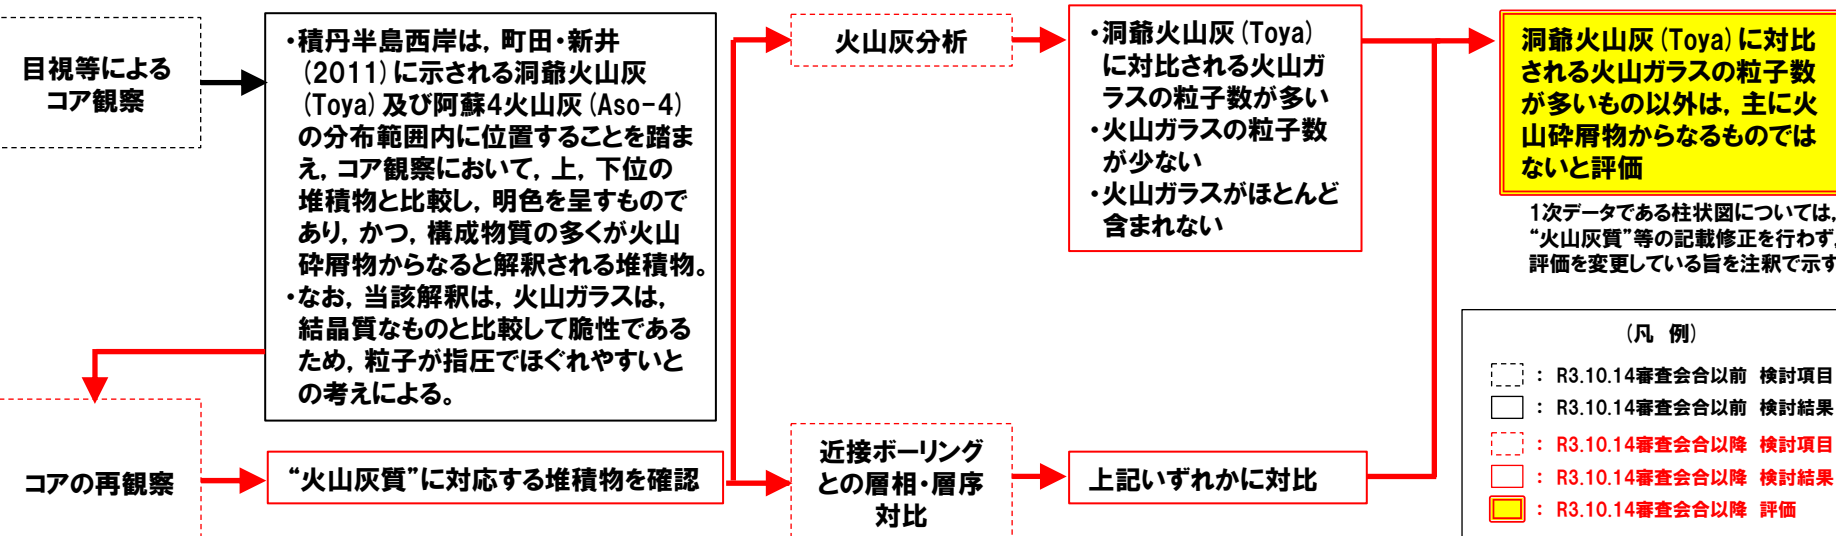 目視等による
コア観察
・積丹半島西岸は，町田・新井
（2011）に示される洞爺火山灰
（Toya）及び阿蘇4火山灰（Aso-4）
の分布範囲内に位置することを踏ま
え，コア観察において，上，下位の
堆積物と比較し，明色を呈すもので
あり，かつ，構成物質の多くが火山
砕屑物からなると解釈される堆積物。
・なお，当該解釈は，火山ガラスは，
結晶質なものと比較して脆性である
ため，粒子が指圧でほぐれやすいと
の考えによる。
コアの再観察
“火山灰質”に対応する堆積物を確認
火山灰分析
・洞爺火山灰（Toya）
に対比される火山ガ
ラスの粒子数が多い
・火山ガラスの粒子数
が少ない
・火山ガラスがほとんど
含まれない
近接ボーリング
との層相・層序
対比
上記いずれかに対比
洞爺火山灰（Toya）に対比
される火山ガラスの粒子数
が多いもの以外は，主に火
山砕屑物からなるものでは
ないと評価
1次データである柱状図については，
“火山灰質”等の記載修正を行わず，
評価を変更している旨を注釈で示す
（凡 例）
： R3.10.14審査会合以前 検討項目
： R3.10.14審査会合以前 検討結果
： R3.10.14審査会合以降 検討項目
： R3.10.14審査会合以降 検討結果
： R3.10.14審査会合以降 評価